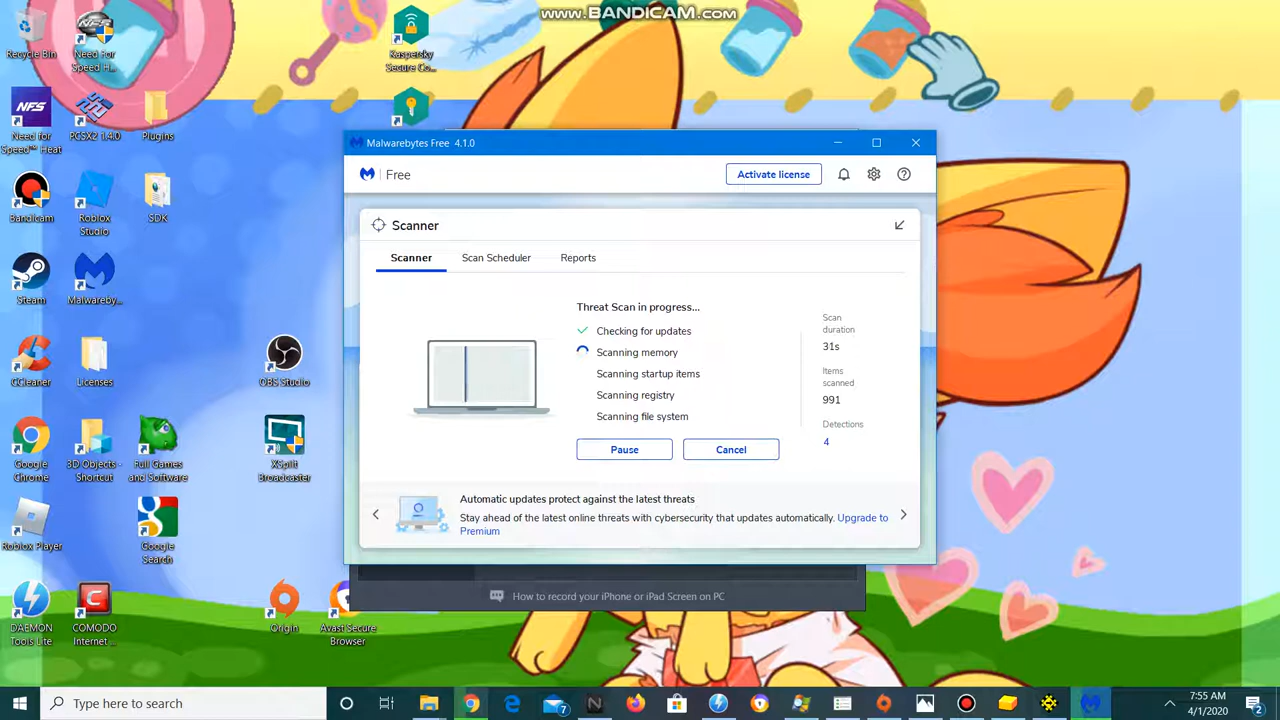 www.BANDICAM.com
Recycle Bin
Need For
Speed H...
Kaspersky
Secure Co...
NFS
Need for
Speed™ Heat
PCSX2 1.4.0
Plugins
Bandicam
Roblox
Studio
SDK
Steam
Malwareby...
CCleaner
Licenses
OBS Studio
Google
Chrome
3D Objects -
Shortcut
Full Games
and Software
XSplit
Broadcaster
Roblox Player
Google
Search
DAEMON
Tools Lite
COMODO
Internet ...
Origin
Avast Secure
Browser
Malwarebytes Free 4.1.0
Free
Activate license
Scanner
Scanner
Scan Scheduler
Reports
Threat Scan in progress...
Checking for updates
Scanning memory
Scanning startup items
Scanning registry
Scanning file system
Pause
Cancel
Scan
duration
31s
Items
scanned
991
Detections
4
Automatic updates protect against the latest threats
Stay ahead of the latest online threats with cybersecurity that updates automatically. Upgrade to
Premium
How to record your iPhone or iPad Screen on PC
Type here to search
7
7:55 AM
4/1/2020
2